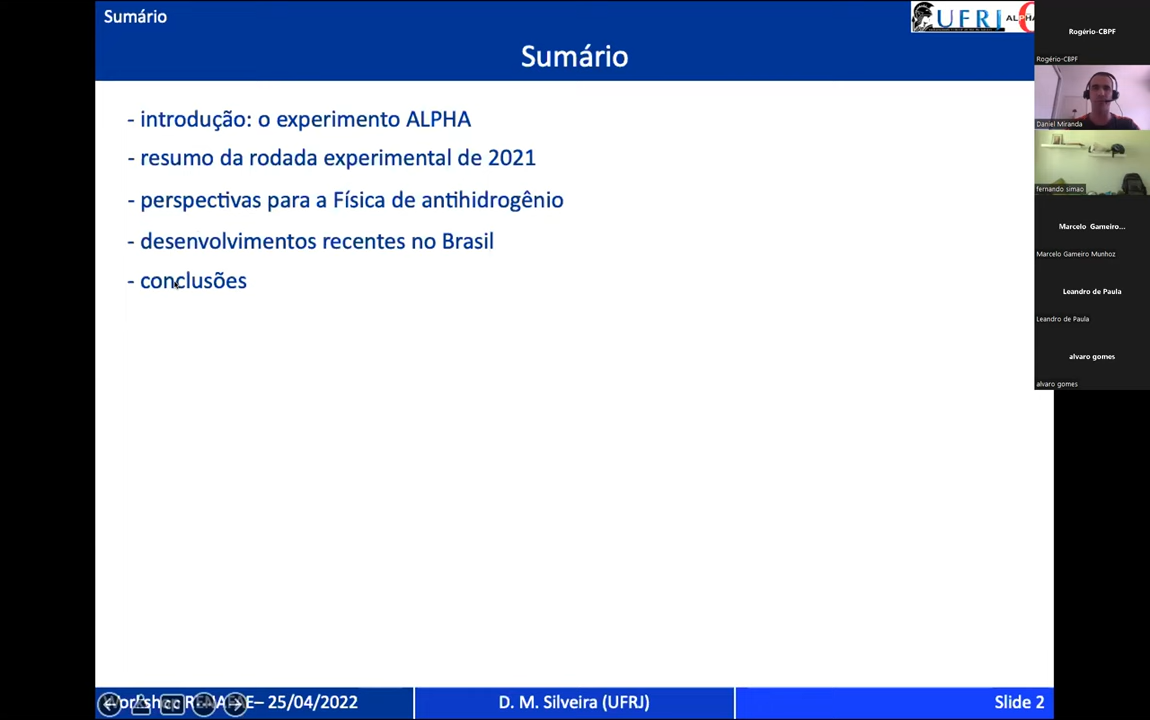 Sumário
UFRJ
Sumário
- introdução: o experimento ALPHA
- resumo da rodada experimental de 2021
- perspectivas para a Física de antihidrogênio
- desenvolvimentos recentes no Brasil
- conclusões
Workshop RENAFAE– 25/04/2022
D. M. Silveira (UFRJ)
Slide 2
Rogério-CBPF
Rogério-CBPF
Daniel Miranda
fernando simao
Marcelo Gameiro...
Marcelo Gameiro Munhoz
Leandro de Paula
Leandro de Paula
alvaro gomes
alvaro gomes